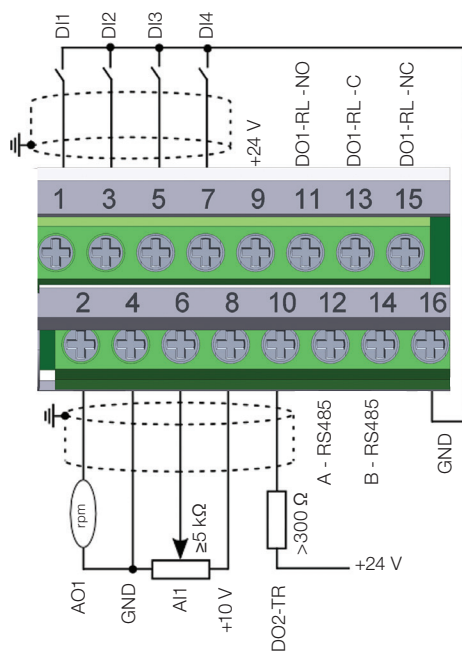 DI1
DI2
DI3
DI4
+24 V
DO1-RL -NO
DO1-RL -C
DO1-RL -NC
1 3 5 7 9 11 13 15
2 4 6 8 10 12 14 16
rpm
≥5 kΩ
>300 Ω
+24 V
AO1
GND
AI1
+10 V
DO2-TR
A - RS485
B - RS485
GND